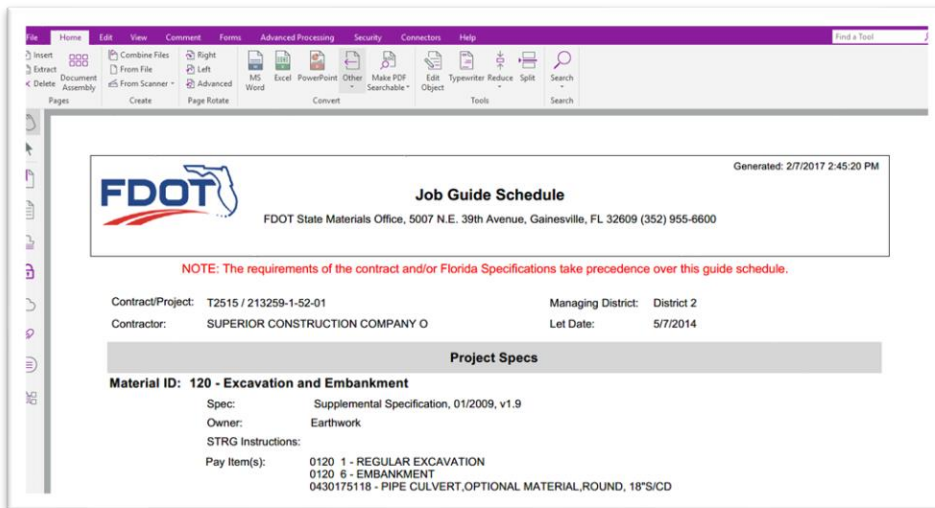 File Home Edit View Comment Forms Advanced Processing Security Connectors Help Find a Tool
Insert
Extract
Delete
Document Assembly
Pages
Combine Files
From File
From Scanner
Create
Right
Left
Advanced
Page Rotate
MS Word
Excel
PowerPoint
Other
Make PDF Searchable
Convert
Edit Object
Typewriter
Reduce
Split
Tools
Search
Search
Generated: 2/7/2017 2:45:20 PM
FDOT
Job Guide Schedule
FDOT State Materials Office, 5007 N.E. 39th Avenue, Gainesville, FL 32609 (352) 955-6600
NOTE: The requirements of the contract and/or Florida Specifications take precedence over this guide schedule.
Contract/Project: T2515 / 213259-1-52-01 Managing District: District 2
Contractor: SUPERIOR CONSTRUCTION COMPANY O Let Date: 5/7/2014
Project Specs
Material ID: 120 - Excavation and Embankment
Spec: Supplemental Specification, 01/2009, v1.9
Owner: Earthwork
STRG Instructions:
Pay Item(s): 0120 1 - REGULAR EXCAVATION
0120 6 - EMBANKMENT
0430175118 - PIPE CULVERT,OPTIONAL MATERIAL,ROUND, 18"S/CD